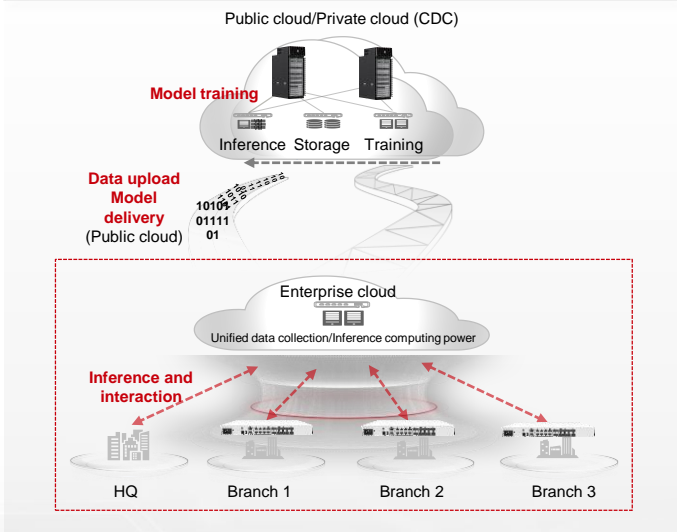 Public cloud/Private cloud (CDC)
Model training
Inference Storage Training
Data upload
Model
delivery
(Public cloud)
01111
01
Enterprise cloud
Unified data collection/Inference computing power
Inference and
interaction
HQ Branch 1 Branch 2 Branch 3